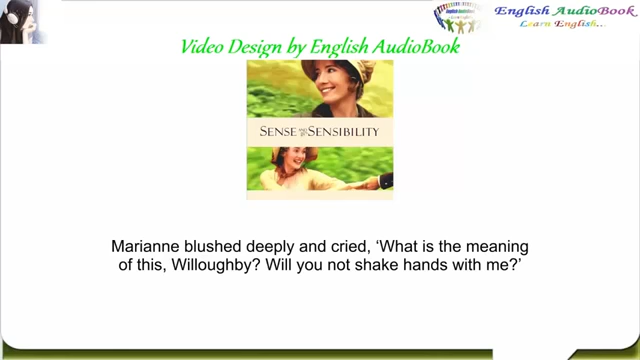 English AudioBook
Learn English...
Video Design by English AudioBook
SENSE AND SENSIBILITY
Marianne blushed deeply and cried, ‘What is the meaning
of this, Willoughby? Will you not shake hands with me?’